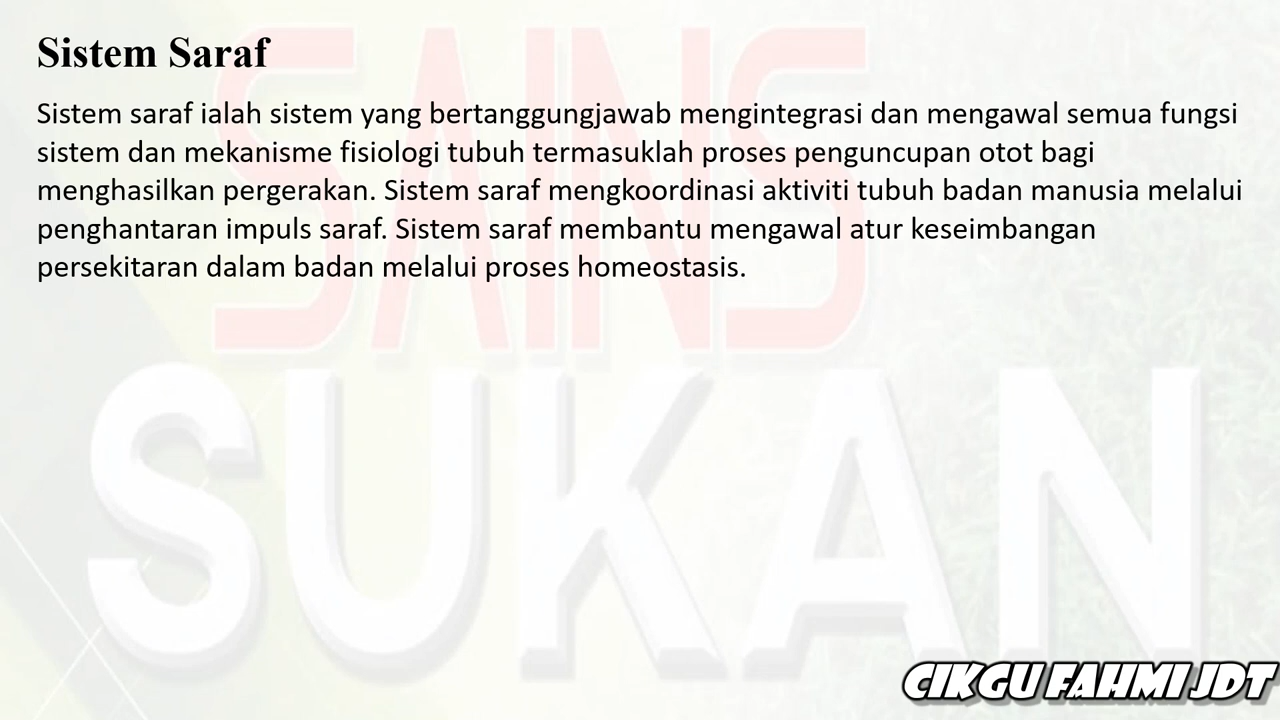 Sistem Saraf
Sistem saraf ialah sistem yang bertanggungjawab mengintegrasi dan mengawal semua fungsi
sistem dan mekanisme fisiologi tubuh termasuklah proses penguncupan otot bagi
menghasilkan pergerakan. Sistem saraf mengkoordinasi aktiviti tubuh badan manusia melalui
penghantaran impuls saraf. Sistem saraf membantu mengawal atur keseimbangan
persekitaran dalam badan melalui proses homeostasis.
SAINS
SUKAN
CIKGU FAHMI JDT